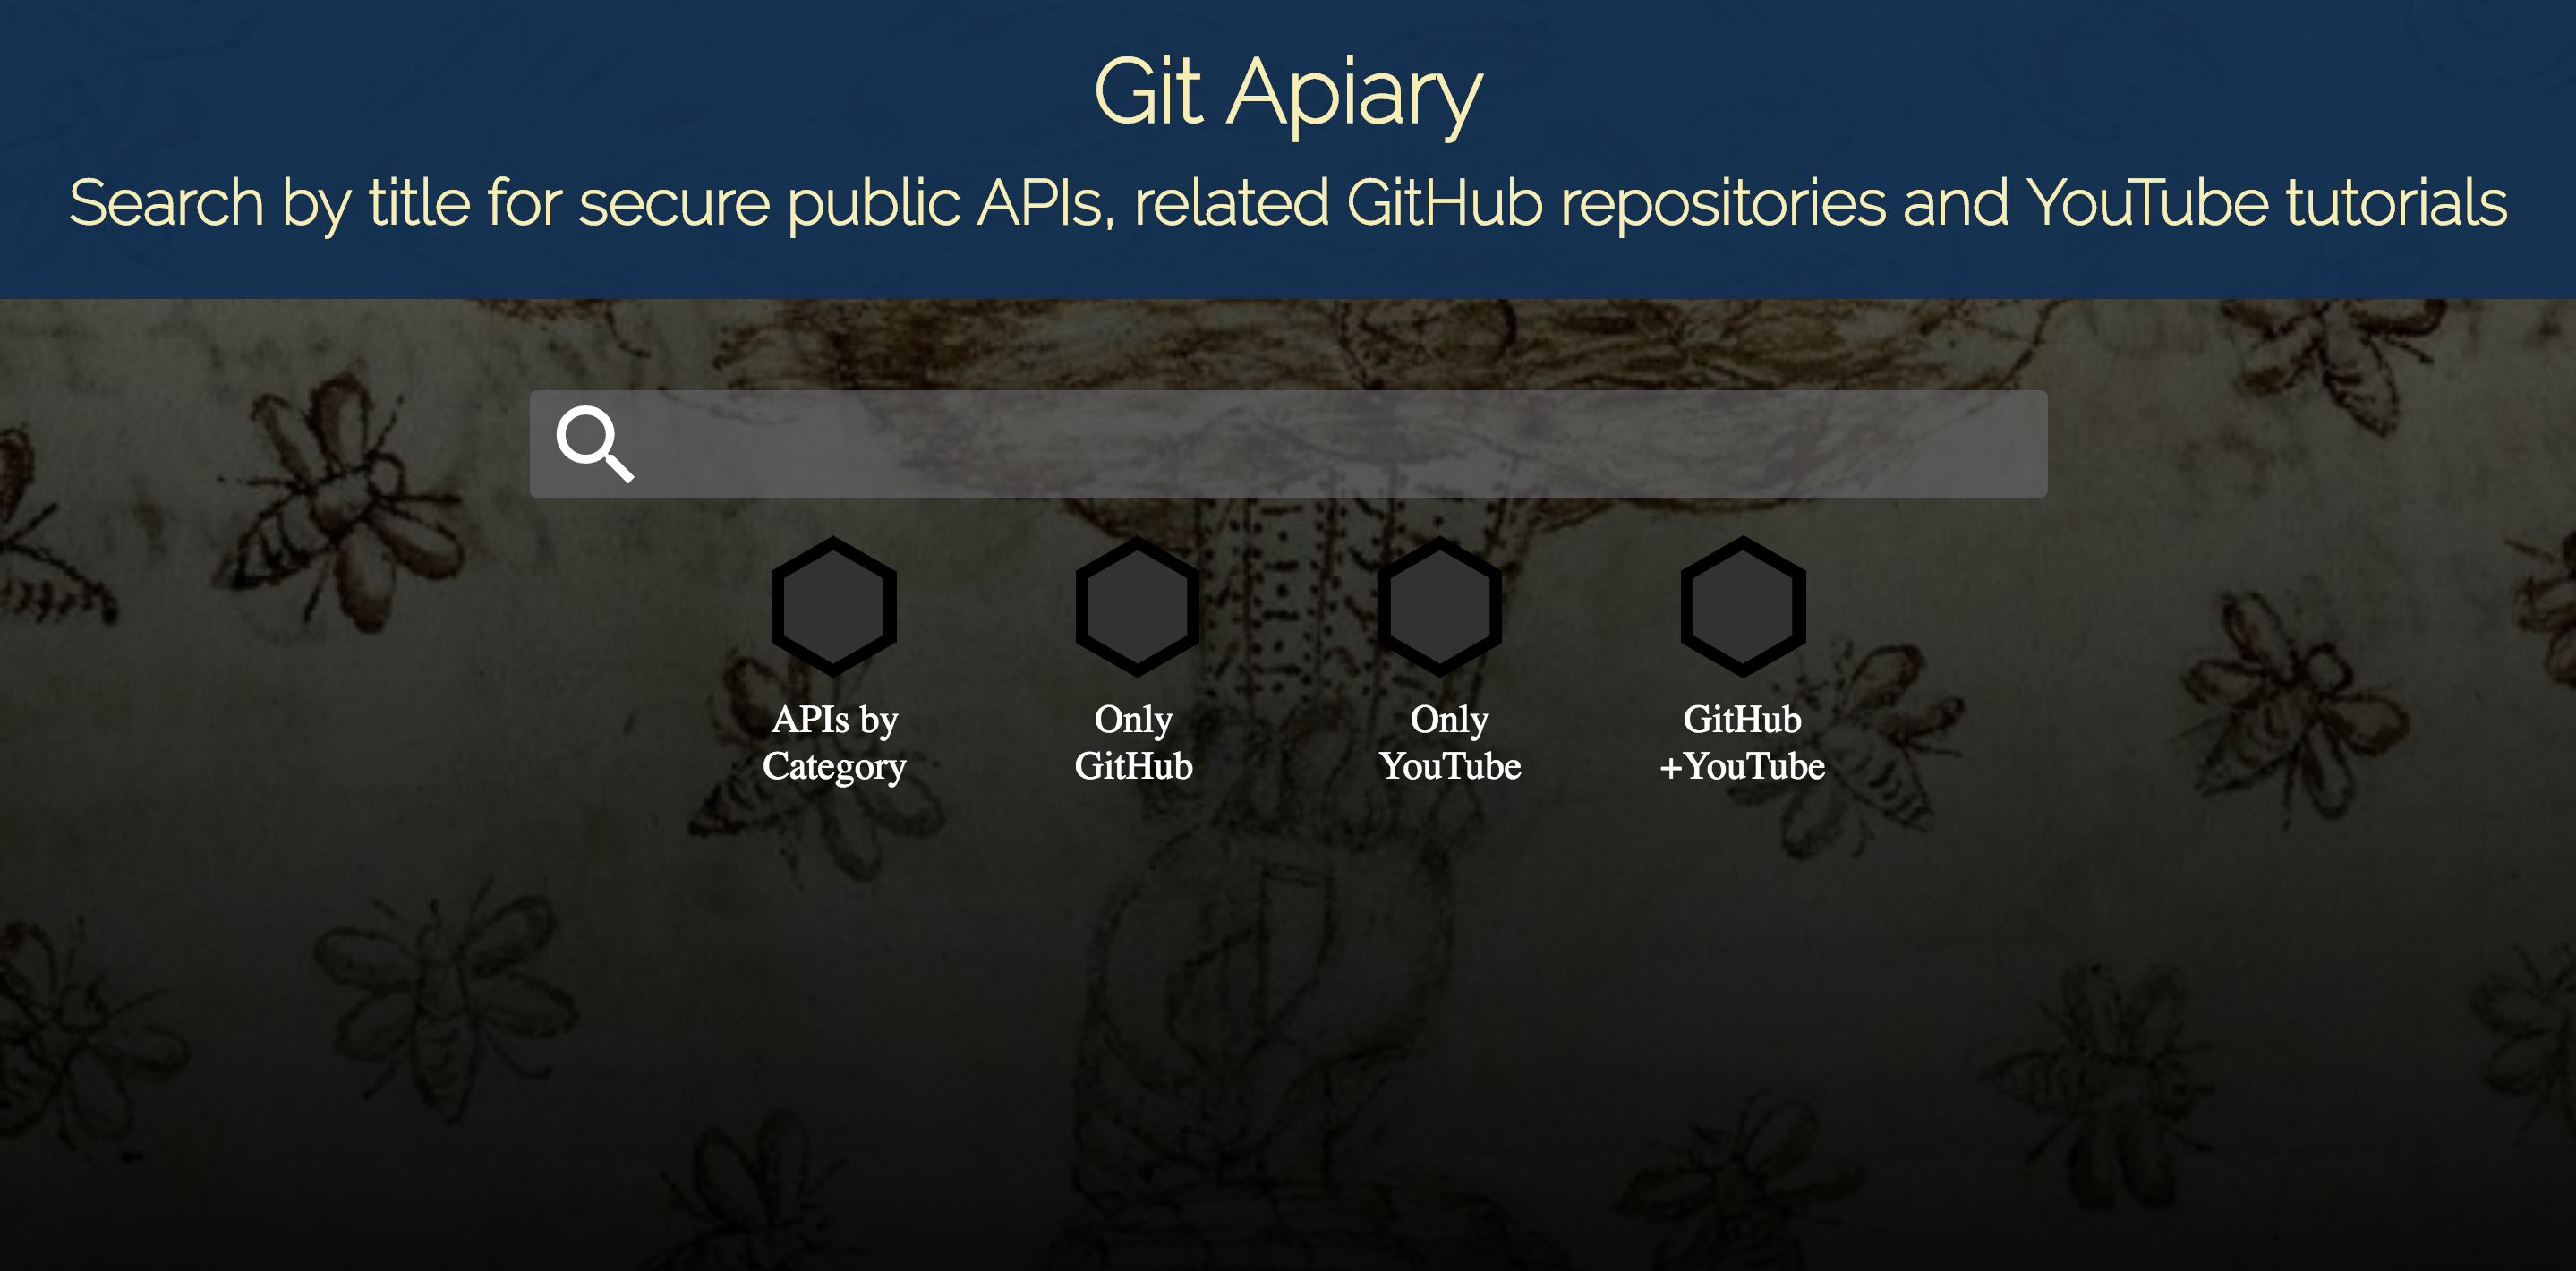 Git Apiary
Search by title for secure public APIs, related GitHub repositories and YouTube tutorials
APIs by
Category
Only
GitHub
Only
YouTube
GitHub
+YouTube